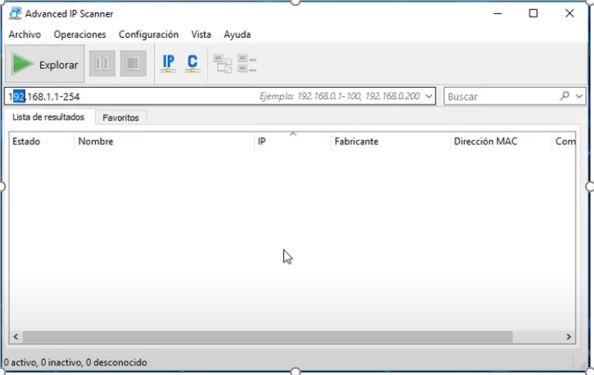 Advanced IP Scanner
Archivo Operaciones Configuración Vista Ayuda
Explorar IP C
192.168.1.1-254 Ejemplo: 192.168.0.1-100, 192.168.0.200 Buscar
Lista de resultados Favoritos
Estado Nombre IP Fabricante Dirección MAC Com
0 activo, 0 inactivo, 0 desconocido